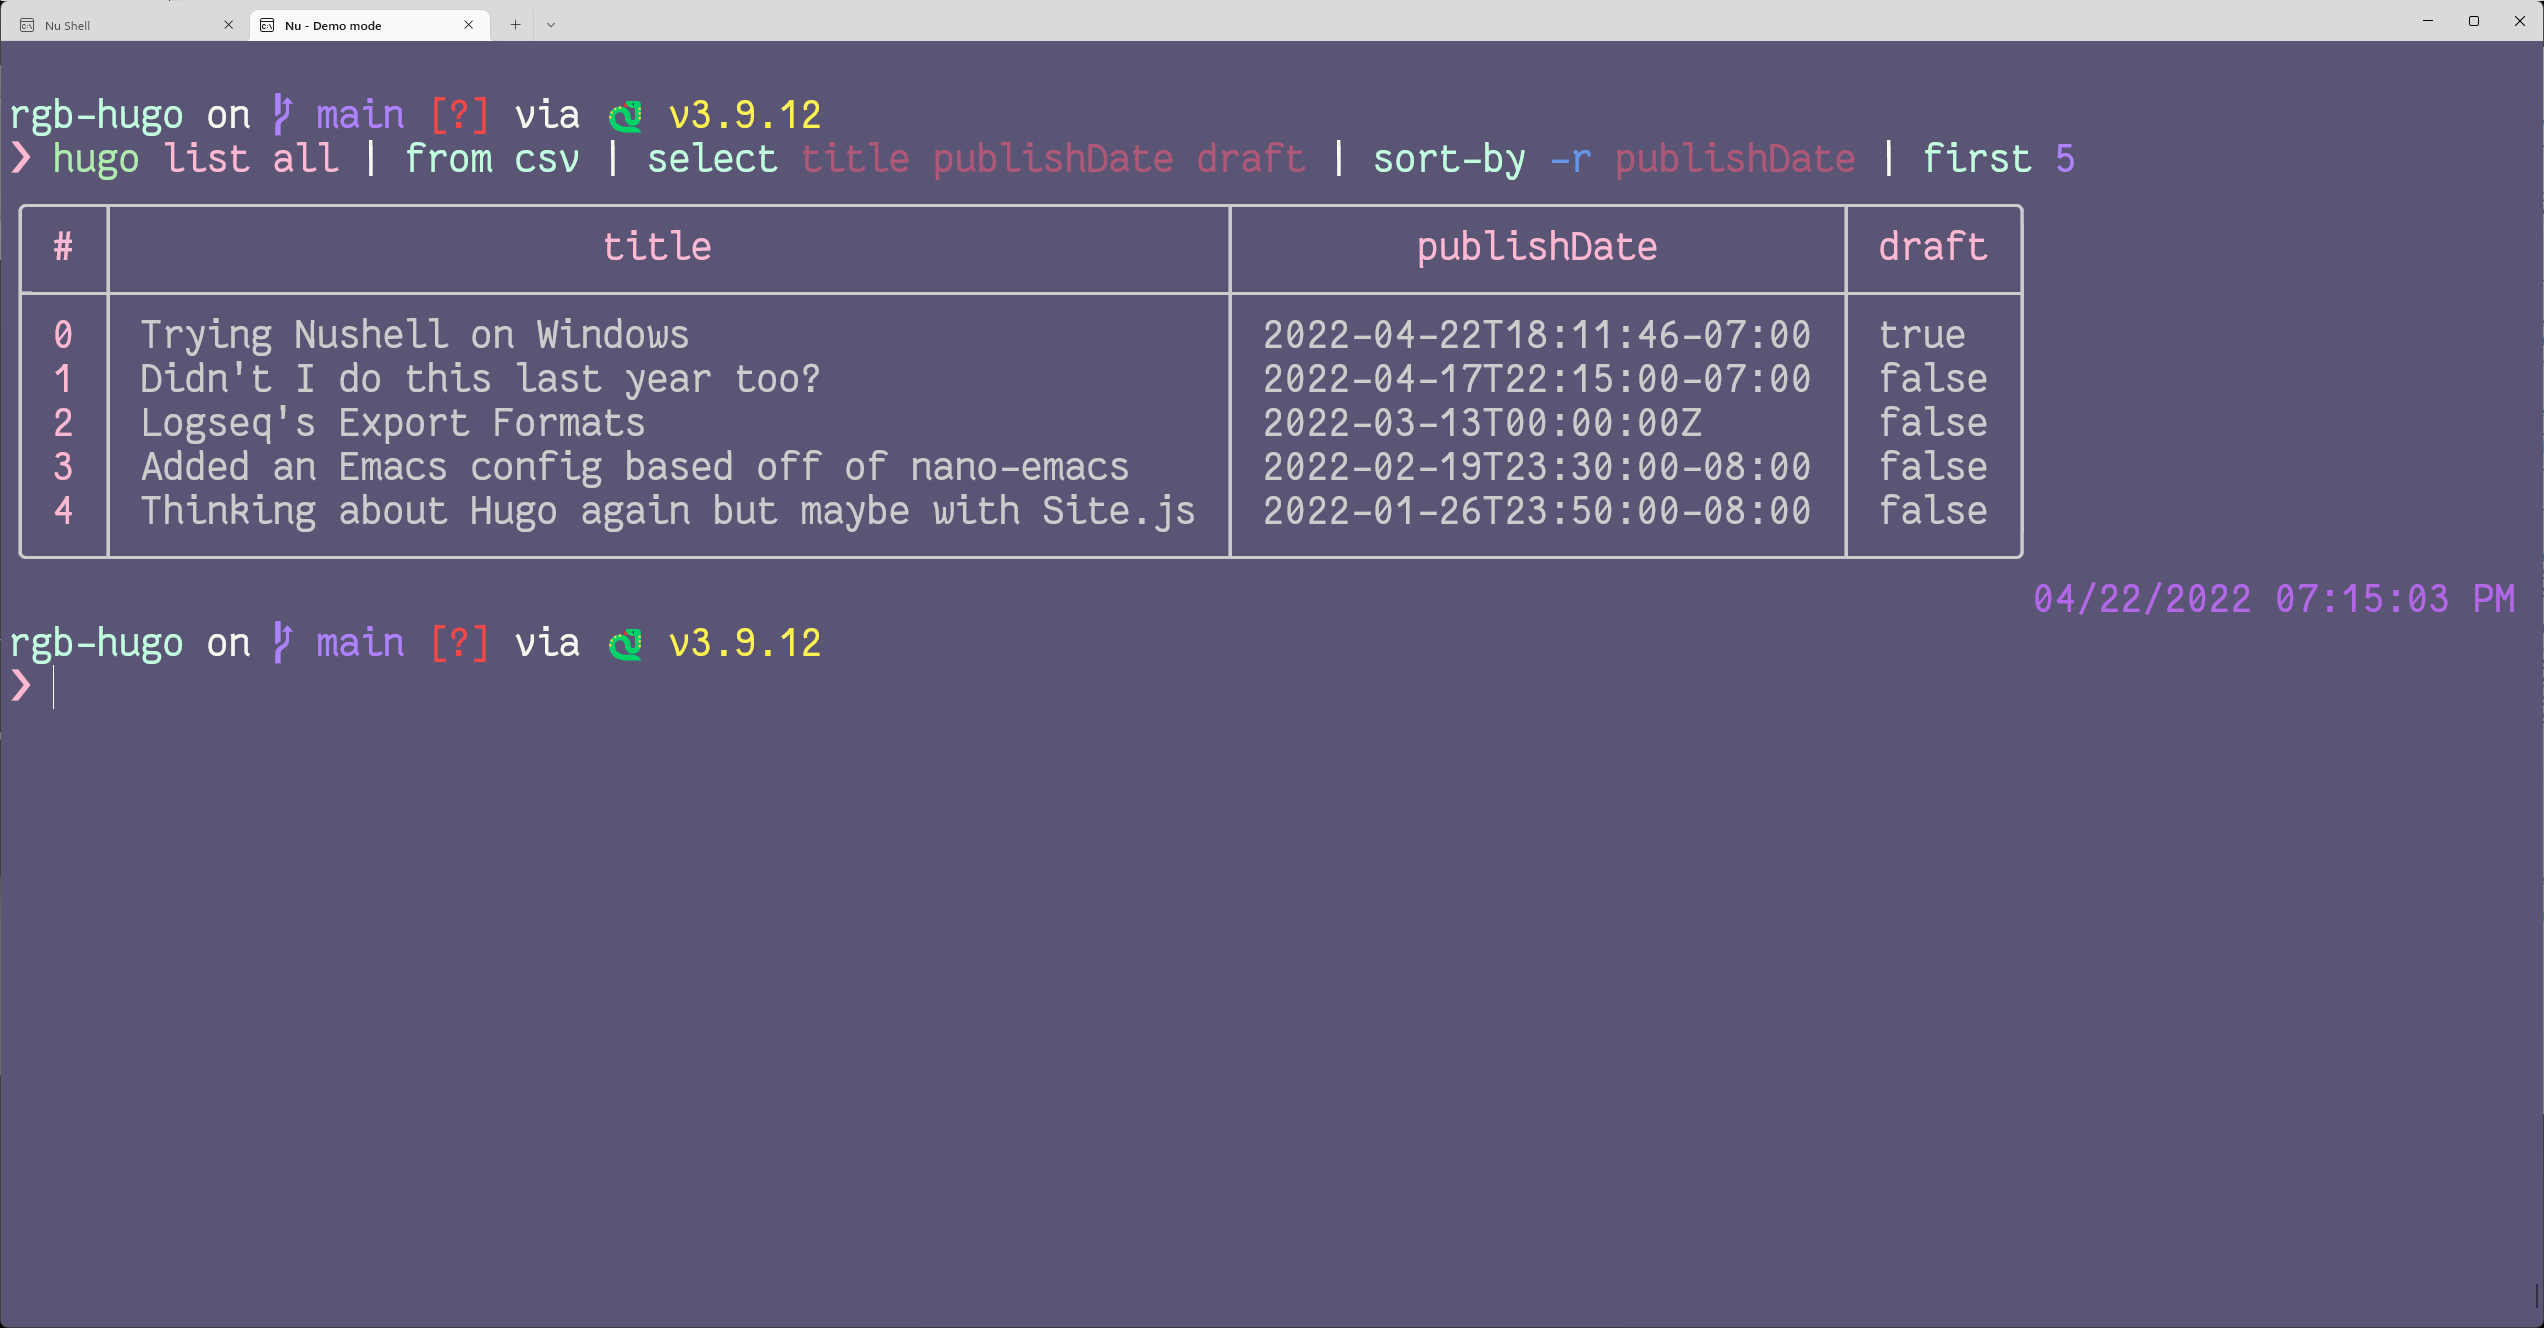 Nu Shell
Nu - Demo mode
rgb-hugo on main [?] via v3.9.12
❯ hugo list all | from csv | select title publishDate draft | sort-by -r publishDate | first 5
# title publishDate draft
0 Trying Nushell on Windows 2022-04-22T18:11:46-07:00 true
1 Didn't I do this last year too? 2022-04-17T22:15:00-07:00 false
2 Logseq's Export Formats 2022-03-13T00:00:00Z false
3 Added an Emacs config based off of nano-emacs 2022-02-19T23:30:00-08:00 false
4 Thinking about Hugo again but maybe with Site.js 2022-01-26T23:50:00-08:00 false
04/22/2022 07:15:03 PM
rgb-hugo on main [?] via v3.9.12
❯